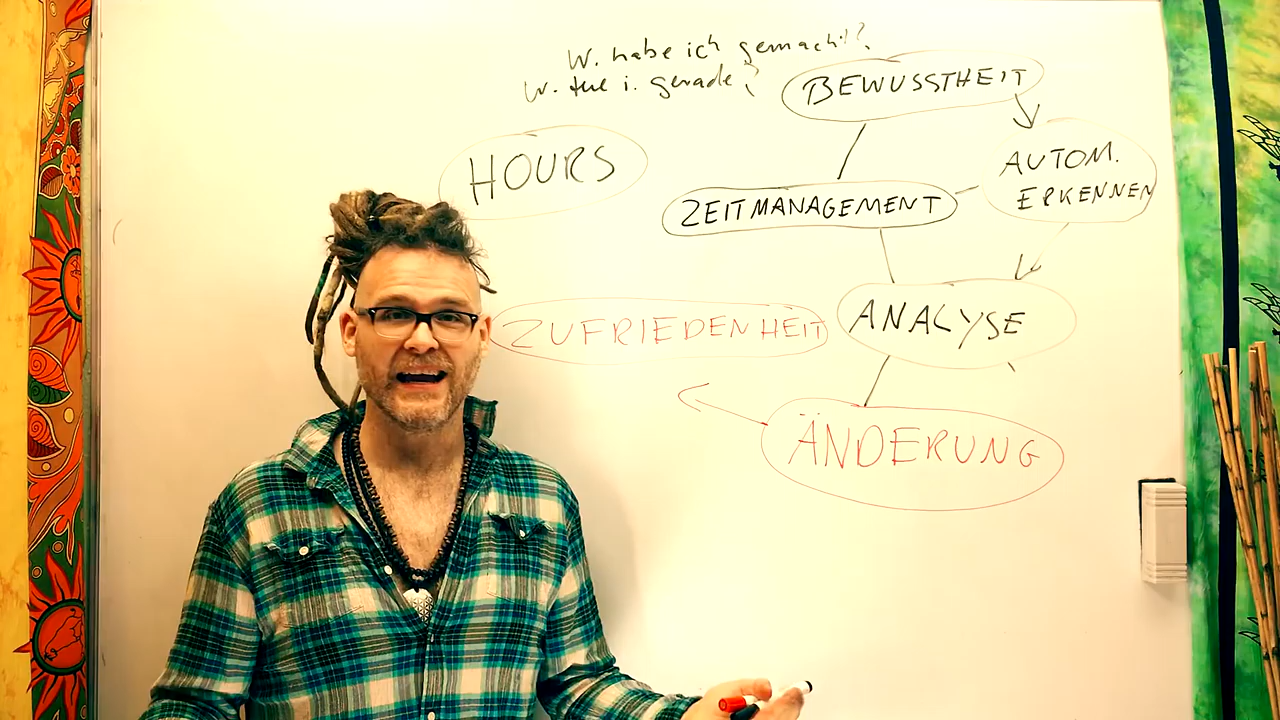 W. habe ich gemacht?
W. tue i. gerade?
BEWUSSTHEIT
HOURS
AUTOM.
ERKENNEN
ZEITMANAGEMENT
ZUFRIEDENHEIT
ANALYSE
ÄNDERUNG